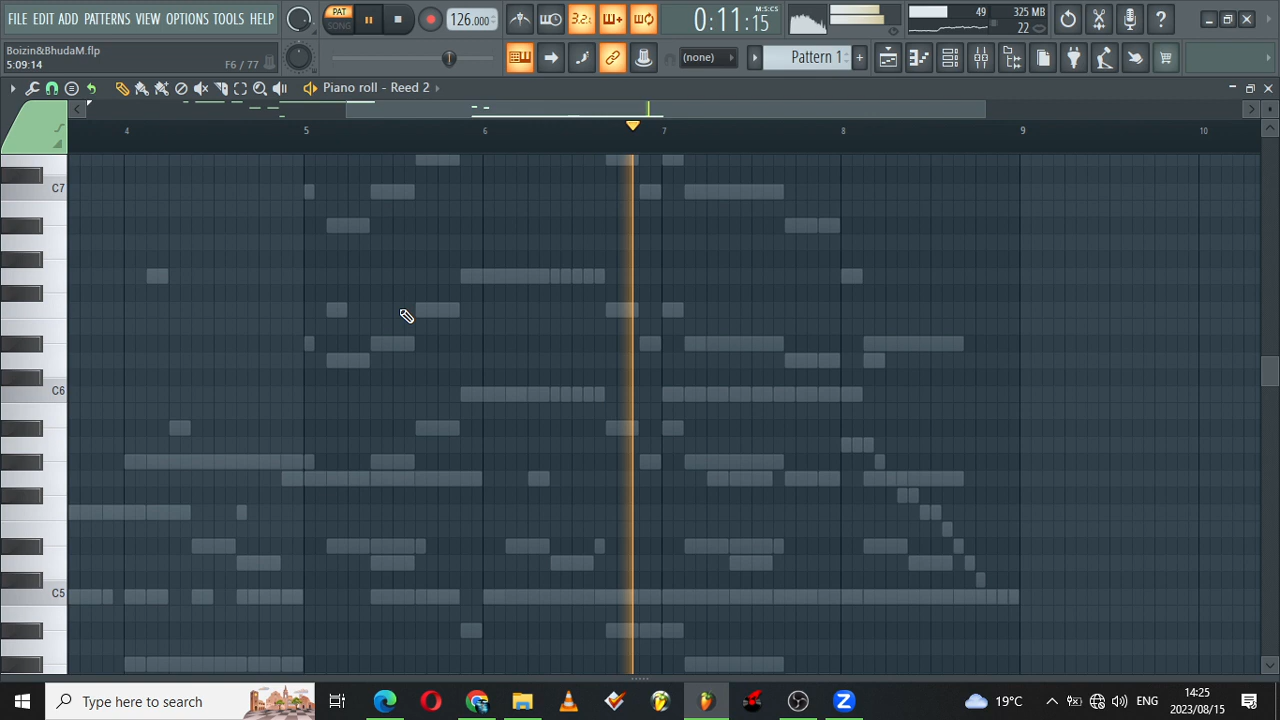 FILE EDIT ADD PATTERNS VIEW OPTIONS TOOLS HELP
PAT
SONG
126.000
3.2
0:11:15
M:S:CS
49
325 MB
22
Boizin&BhudaM.flp
5:09:14
F6 / 77
(none)
Pattern 1
Piano roll - Reed 2
4 5 6 7 8 9 10
C7
C6
C5
Type here to search
19°C
ENG
14:25
2023/08/15